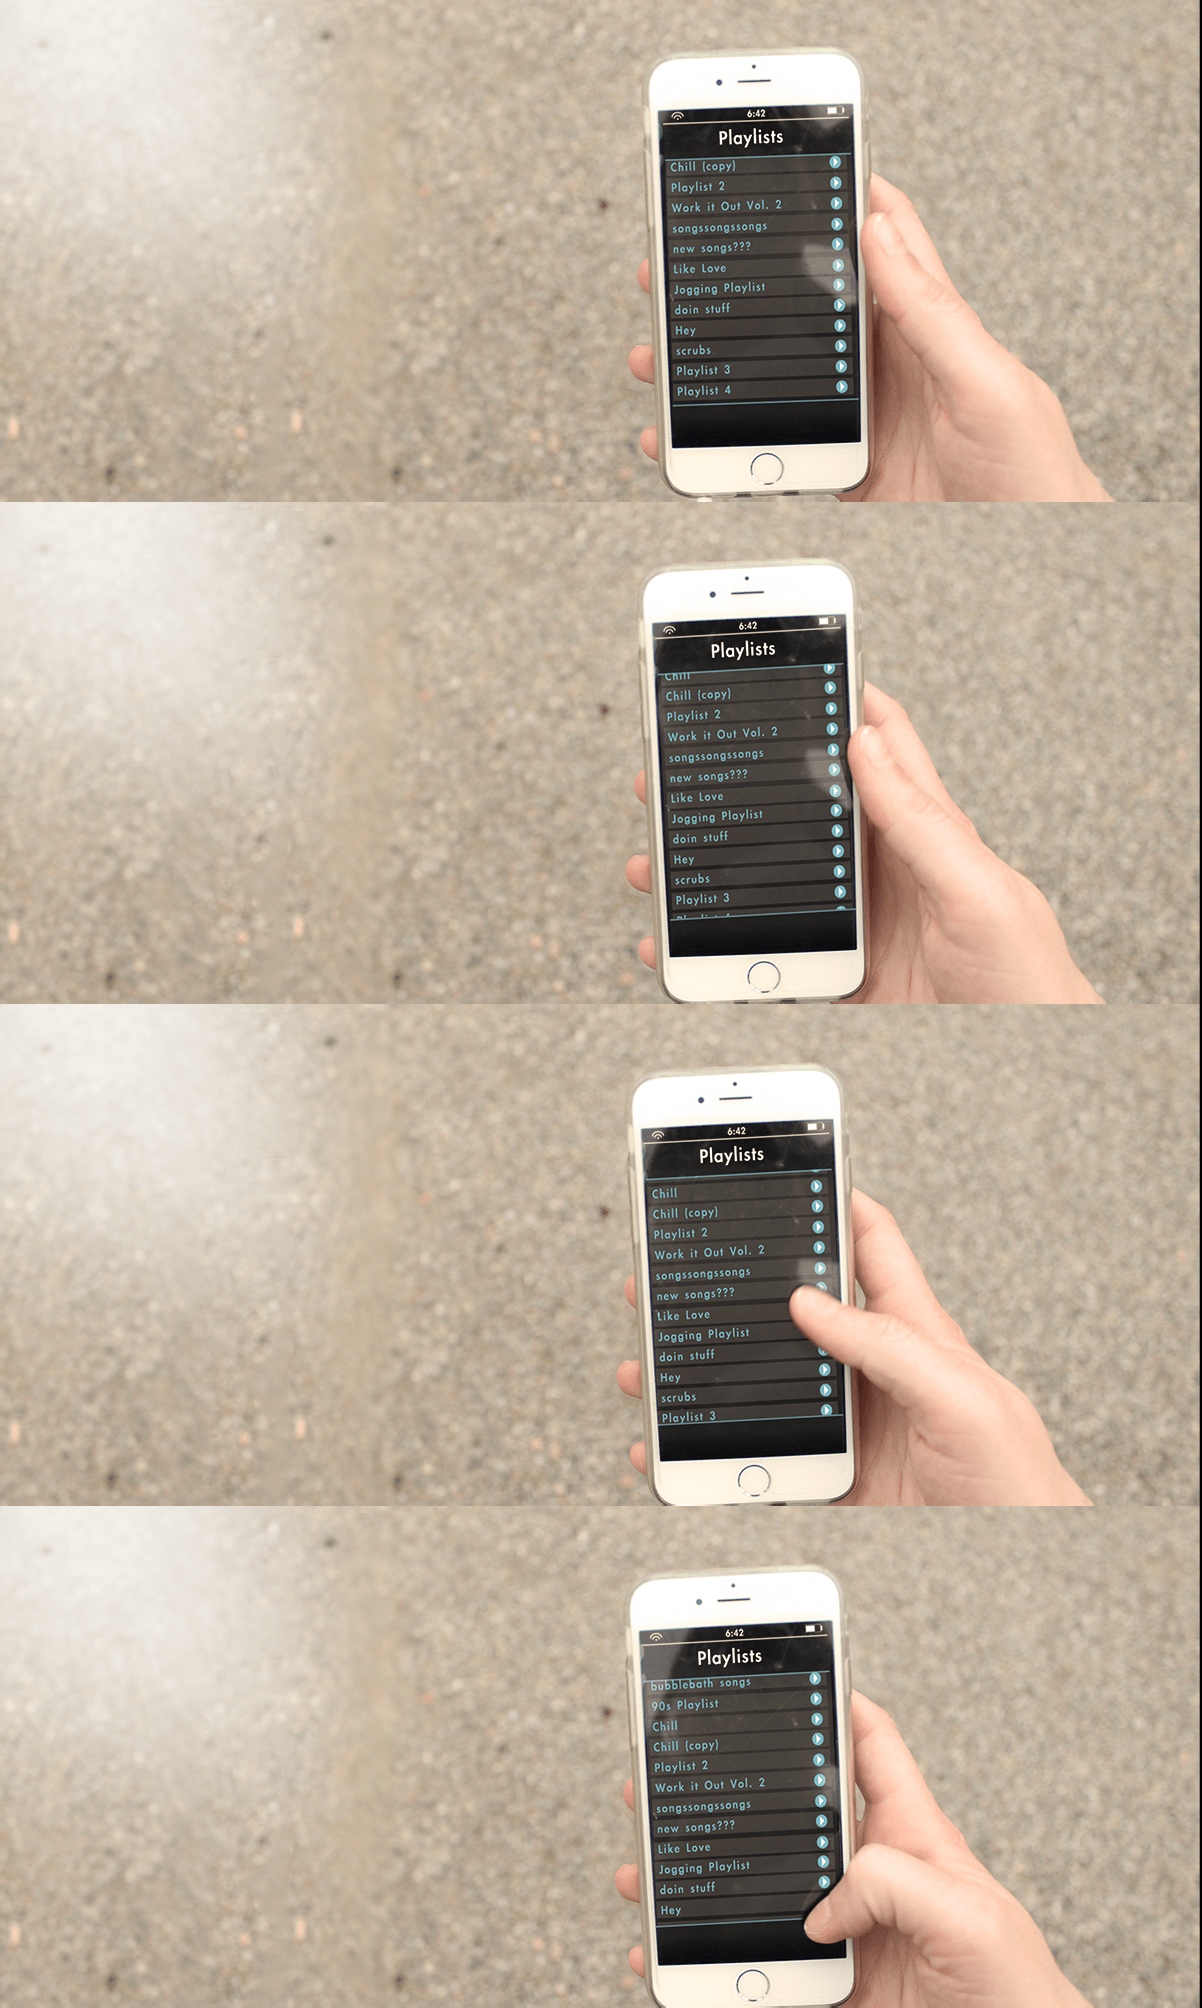 6:42
Playlists
Chill (copy)
Playlist 2
Work it Out Vol. 2
songssongssongs
new songs???
Like Love
Jogging Playlist
doin stuff
Hey
scrubs
Playlist 3
Playlist 4
6:42
Playlists
Chill
Chill (copy)
Playlist 2
Work it Out Vol. 2
songssongssongs
new songs???
Like Love
Jogging Playlist
doin stuff
Hey
scrubs
Playlist 3
6:42
Playlists
Chill
Chill (copy)
Playlist 2
Work it Out Vol. 2
songssongssongs
new songs???
Like Love
Jogging Playlist
doin stuff
Hey
scrubs
Playlist 3
6:42
Playlists
bubblebath songs
90s Playlist
Chill
Chill (copy)
Playlist 2
Work it Out Vol. 2
songssongssongs
new songs???
Like Love
Jogging Playlist
doin stuff
Hey